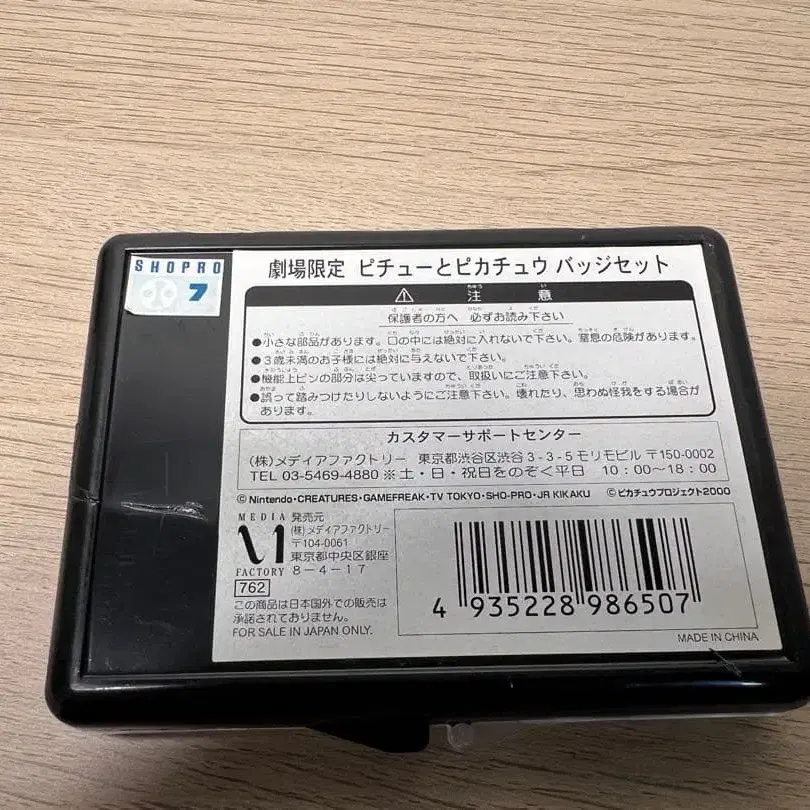 SHOPRO
7
劇場限定 ピチューとピカチュウ バッジセット
⚠ 注意
保護者の方へ 必ずお読み下さい
●小さな部品があります。口の中には絶対に入れないで下さい。窒息の危険があります。
●3歳未満のお子様には絶対に与えないで下さい。
●機能上ピンの部分は尖っていますので、取扱いにご注意下さい。
●誤って踏みつけたりしないようにご注意下さい。壊れたり、思わぬ怪我をする場合が
あります。
カスタマーサポートセンター
(株)メディアファクトリー 東京都渋谷区渋谷3-3-5モリモビル 〒150-0002
TEL 03-5469-4880 ※土・日・祝日をのぞく平日 10:00〜18:00
©Nintendo・CREATURES・GAMEFREAK・TV TOKYO・SHO-PRO・JR KIKAKU ©ピカチュウプロジェクト2000
MEDIA
FACTORY
762
発売元
(株)メディアファクトリー
〒104-0061
東京都中央区銀座
8-4-17
この商品は日本国外での販売は
承諾されておりません。
FOR SALE IN JAPAN ONLY.
4 935228 986507
MADE IN CHINA